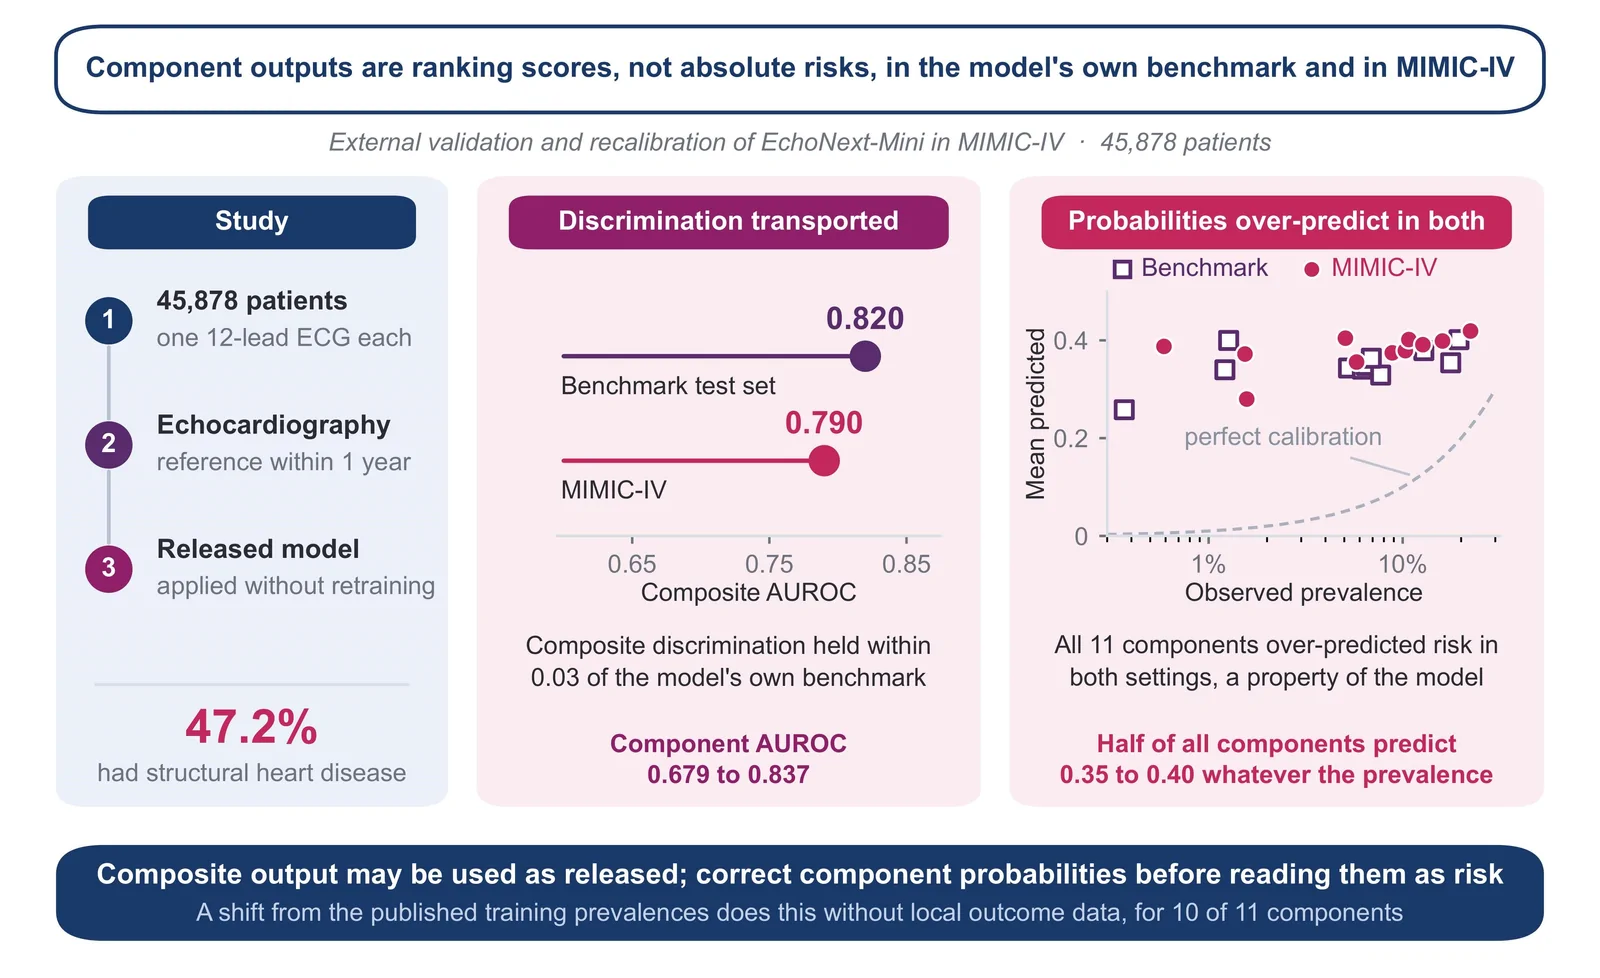 Component outputs are ranking scores, not absolute risks, in the model's own benchmark and in MIMIC-IV
External validation and recalibration of EchoNext-Mini in MIMIC-IV · 45,878 patients
Study
1
45,878 patients
one 12-lead ECG each
2
Echocardiography
reference within 1 year
3
Released model
applied without retraining
47.2%
had structural heart disease
Discrimination transported
0.820
Benchmark test set
0.790
MIMIC-IV
0.65 0.75 0.85
Composite AUROC
Composite discrimination held within
0.03 of the model's own benchmark
Component AUROC
0.679 to 0.837
Probabilities over-predict in both
Benchmark MIMIC-IV
Mean predicted
0.4
0.2
0
perfect calibration
1% 10%
Observed prevalence
All 11 components over-predicted risk in
both settings, a property of the model
Half of all components predict
0.35 to 0.40 whatever the prevalence
Composite output may be used as released; correct component probabilities before reading them as risk
A shift from the published training prevalences does this without local outcome data, for 10 of 11 components